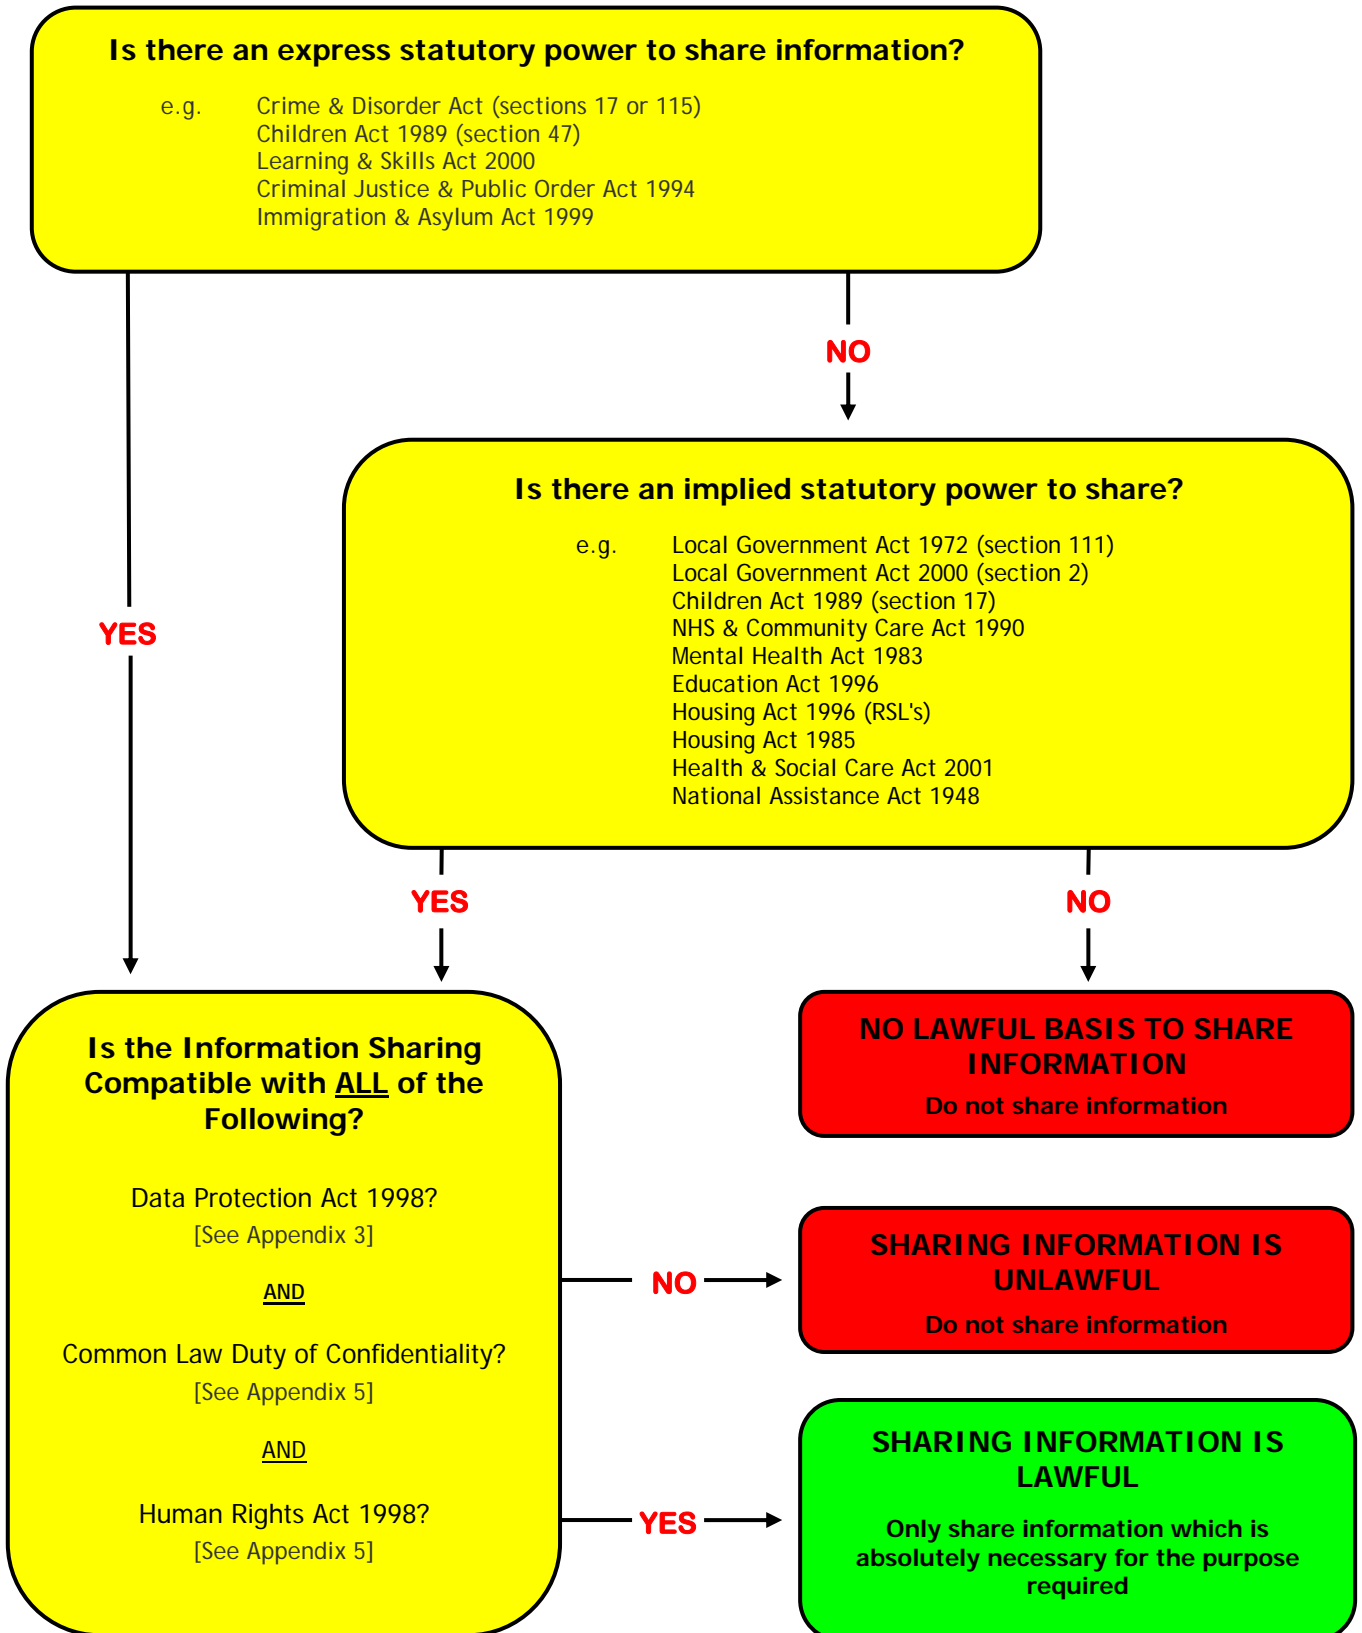 Is there an express statutory power to share information?
e.g. Crime & Disorder Act (sections 17 or 115)
Children Act 1989 (section 47)
Learning & Skills Act 2000
Criminal Justice & Public Order Act 1994
Immigration & Asylum Act 1999
NO
Is there an implied statutory power to share?
e.g. Local Government Act 1972 (section 111)
Local Government Act 2000 (section 2)
Children Act 1989 (section 17)
NHS & Community Care Act 1990
Mental Health Act 1983
Education Act 1996
Housing Act 1996 (RSL's)
Housing Act 1985
Health & Social Care Act 2001
National Assistance Act 1948
YES
YES
NO
Is the Information Sharing
Compatible with ALL of the
Following?
Data Protection Act 1998?
[See Appendix 3]
AND
Common Law Duty of Confidentiality?
[See Appendix 5]
AND
Human Rights Act 1998?
[See Appendix 5]
NO LAWFUL BASIS TO SHARE
INFORMATION
Do not share information
NO
SHARING INFORMATION IS
UNLAWFUL
Do not share information
YES
SHARING INFORMATION IS
LAWFUL
Only share information which is
absolutely necessary for the purpose
required